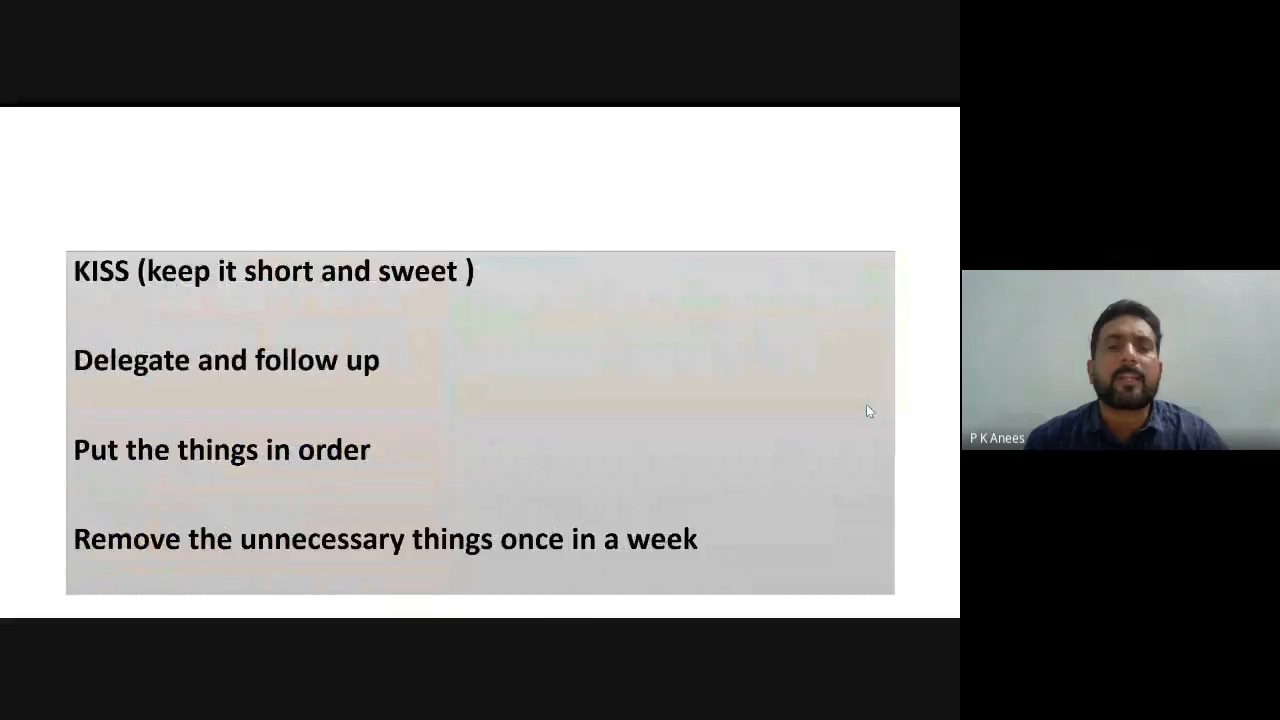 KISS (keep it short and sweet )
Delegate and follow up
Put the things in order
Remove the unnecessary things once in a week
P K Anees